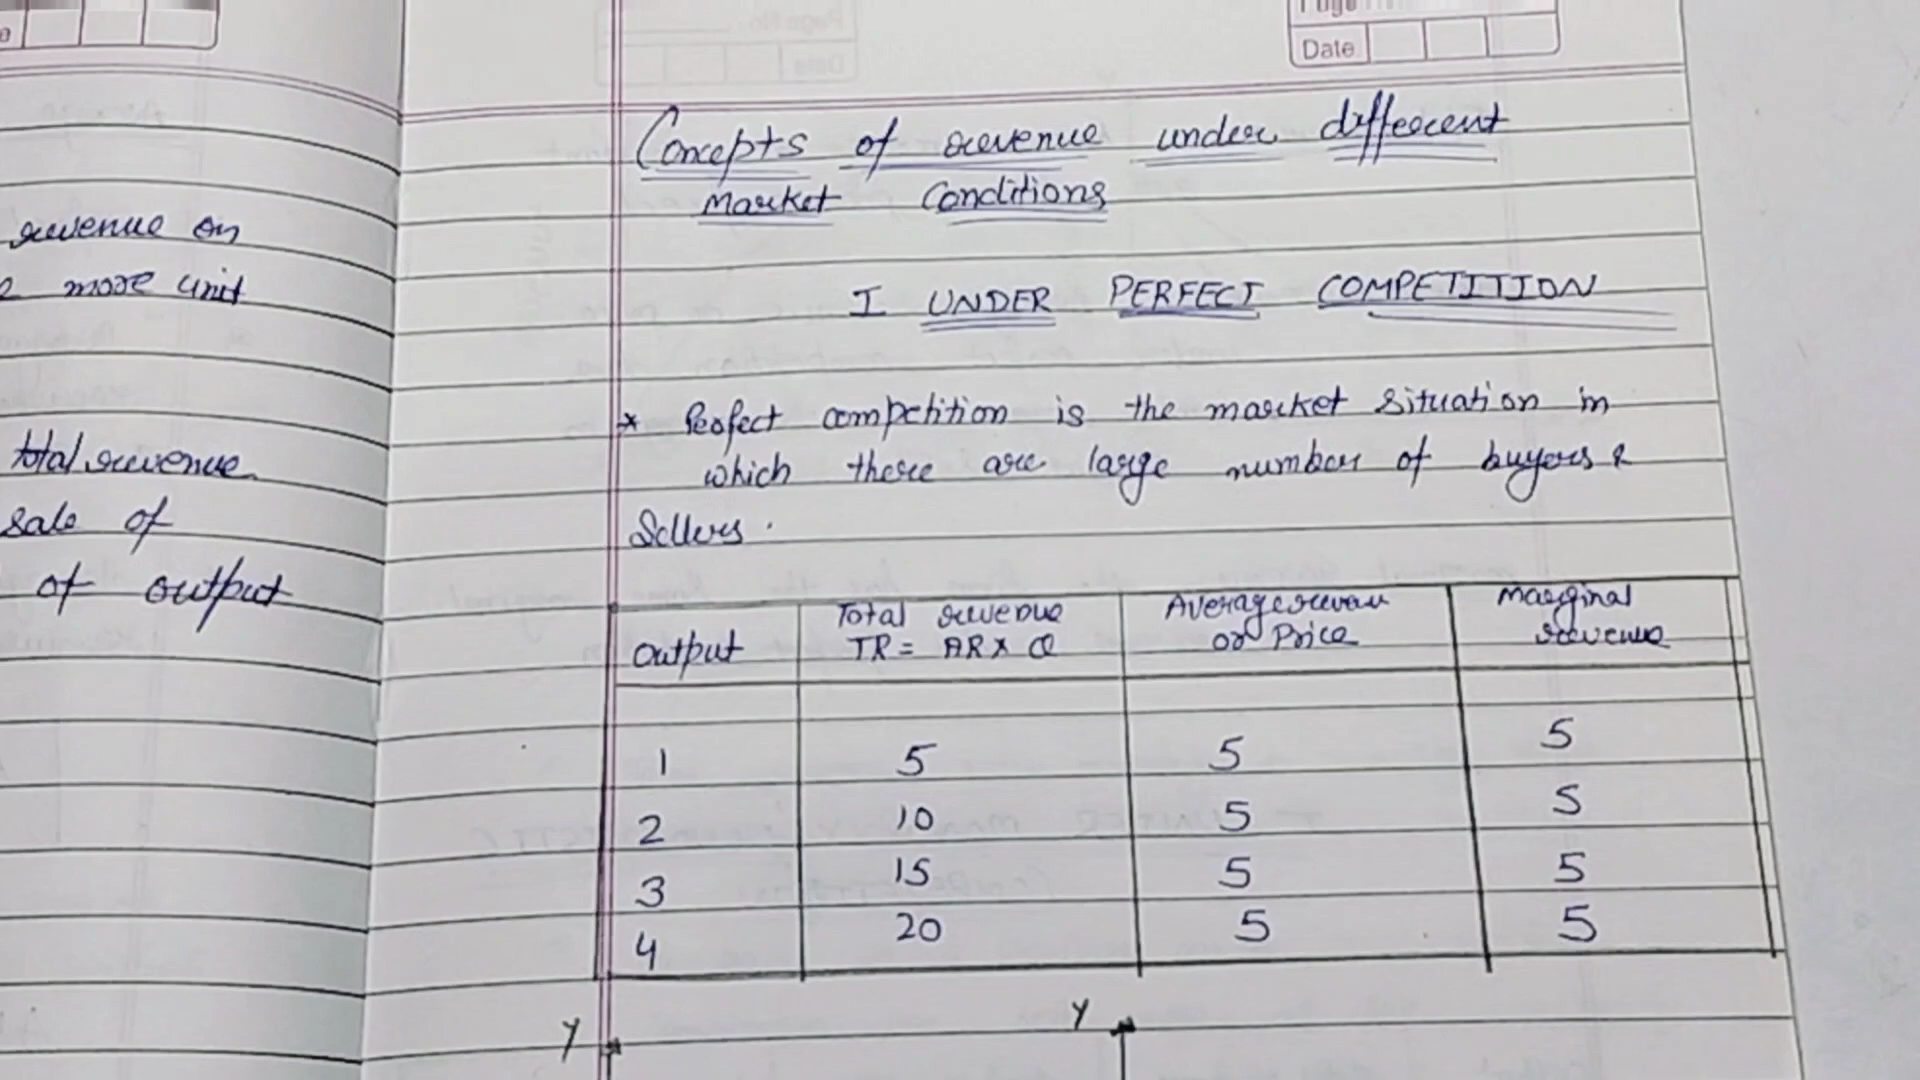 Date
revenue on
more unit
total revenue
sale of
of output
Concepts of revenue under different
market Conditions
I UNDER PERFECT COMPETITION
* Perfect competition is the market situation in
which there are large number of buyers &
Sellers.
output Total revenue TR = AR x Q Average revenue or Price Marginal revenue
1 5 5 5
2 10 5 5
3 15 5 5
4 20 5 5
Y Y